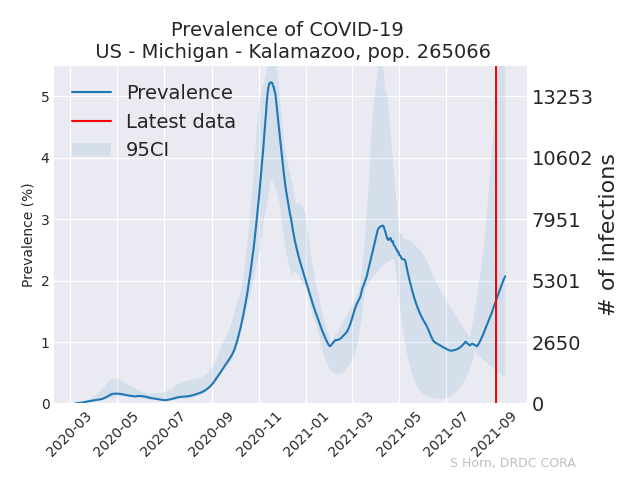 Prevalence of COVID-19
US - Michigan - Kalamazoo, pop. 265066
Prevalence
Latest data
95CI
Prevalence (%)
5
4
3
2
1
0
13253
10602
7951
5301
2650
0
# of infections
2020-03
2020-05
2020-07
2020-09
2020-11
2021-01
2021-03
2021-05
2021-07
2021-09
S Horn, DRDC CORA